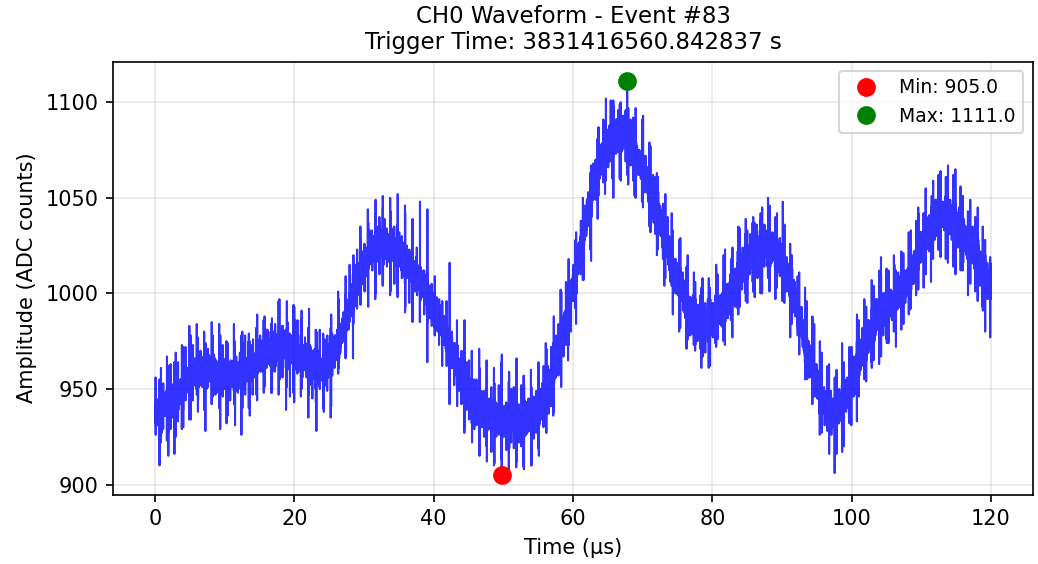 CH0 Waveform - Event #83
Trigger Time: 3831416560.842837 s
Min: 905.0
Max: 1111.0
Amplitude (ADC counts)
1100
1050
1000
950
900
0 20 40 60 80 100 120
Time (µs)